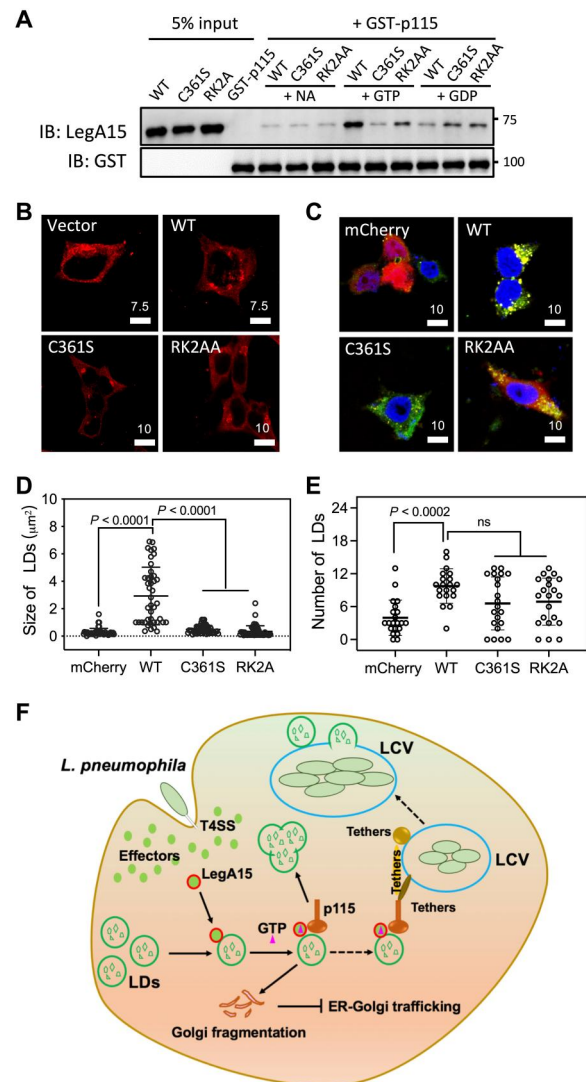 A
5% input
+ GST-p115
WT
C361S
RK2A
GST-p115
WT
C361S
RK2AA
WT
C361S
RK2AA
WT
C361S
RK2AA
+ NA
+ GTP
+ GDP
IB: LegA15
75
IB: GST
100
B
Vector
7.5
WT
7.5
C361S
10
RK2AA
10
C
mCherry
10
WT
10
C361S
10
RK2AA
10
D
Size of LDs (μm²)
10
8
6
4
2
0
P < 0.0001
P < 0.0001
mCherry
WT
C361S
RK2A
E
Number of LDs
24
18
12
6
0
P < 0.0002
ns
mCherry
WT
C361S
RK2A
F
L. pneumophila
T4SS
Effectors
LegA15
LCV
Tethers
Tethers
LCV
Tethers
p115
GTP
LDs
ER-Golgi trafficking
Golgi fragmentation